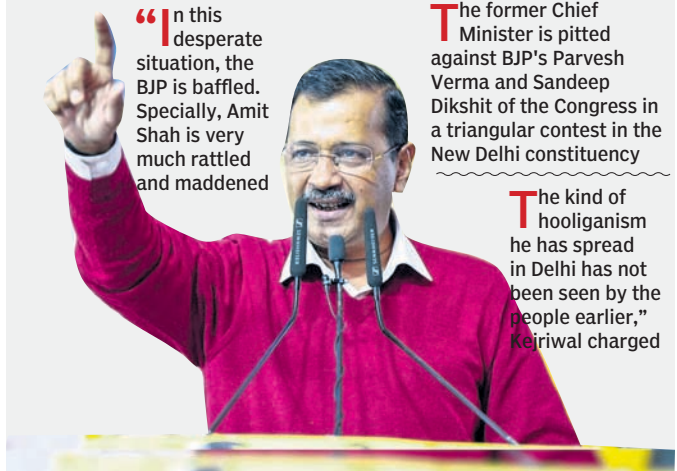 “In this
desperate
situation, the
BJP is baffled.
Specially, Amit
Shah is very
much rattled
and maddened
The former Chief
Minister is pitted
against BJP's Parvesh
Verma and Sandeep
Dikshit of the Congress in
a triangular contest in the
New Delhi constituency
The kind of
hooliganism
he has spread
in Delhi has not
been seen by the
people earlier,”
Kejriwal charged
SENNHEISER
SENNHEISER